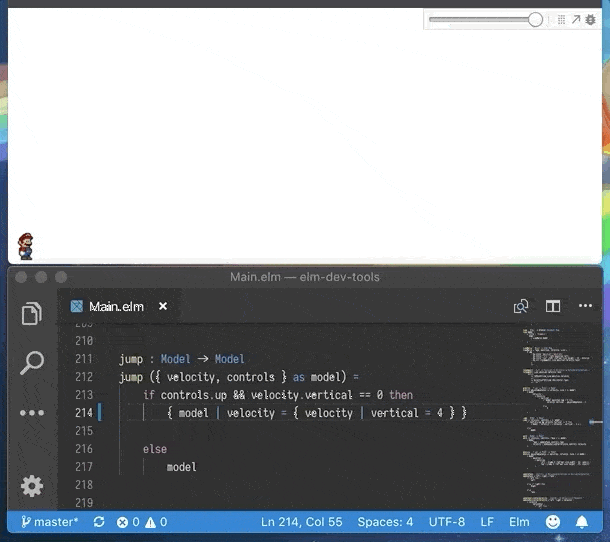 Main.elm — elm-dev-tools
Main.elm
209
210
211 jump : Model → Model
212 jump ({ velocity, controls } as model) =
213 if controls.up && velocity.vertical == 0 then
214 { model | velocity = { velocity | vertical = 4 } }
215
216 else
217 model
218
219
master* 0 0 Ln 214, Col 55 Spaces: 4 UTF-8 LF Elm